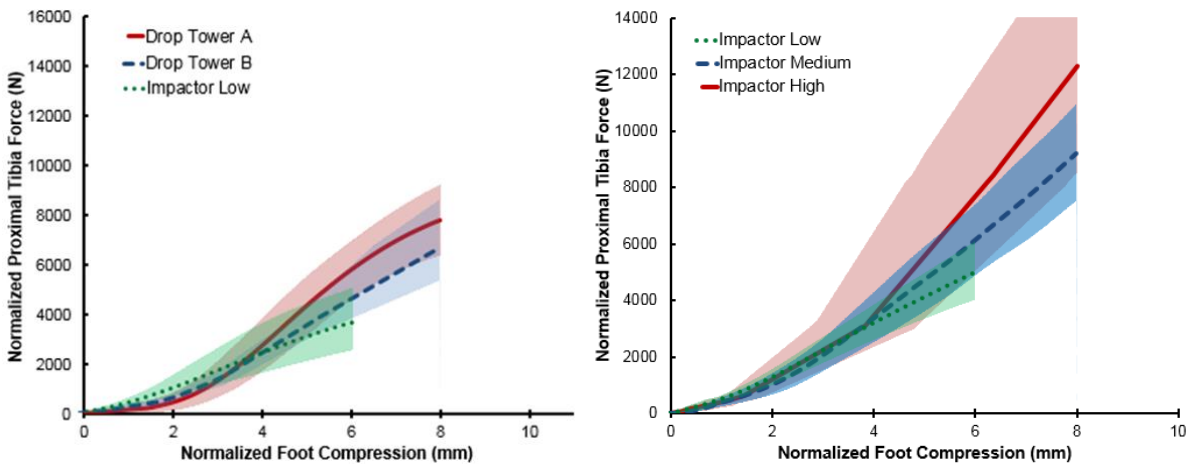 16000
14000
12000
10000
8000
6000
4000
2000
0
Normalized Proximal Tibia Force (N)
Drop Tower A
Drop Tower B
Impactor Low
0 2 4 6 8 10
Normalized Foot Compression (mm)
14000
12000
10000
8000
6000
4000
2000
0
Normalized Proximal Tibia Force (N)
Impactor Low
Impactor Medium
Impactor High
0 2 4 6 8 10
Normalized Foot Compression (mm)